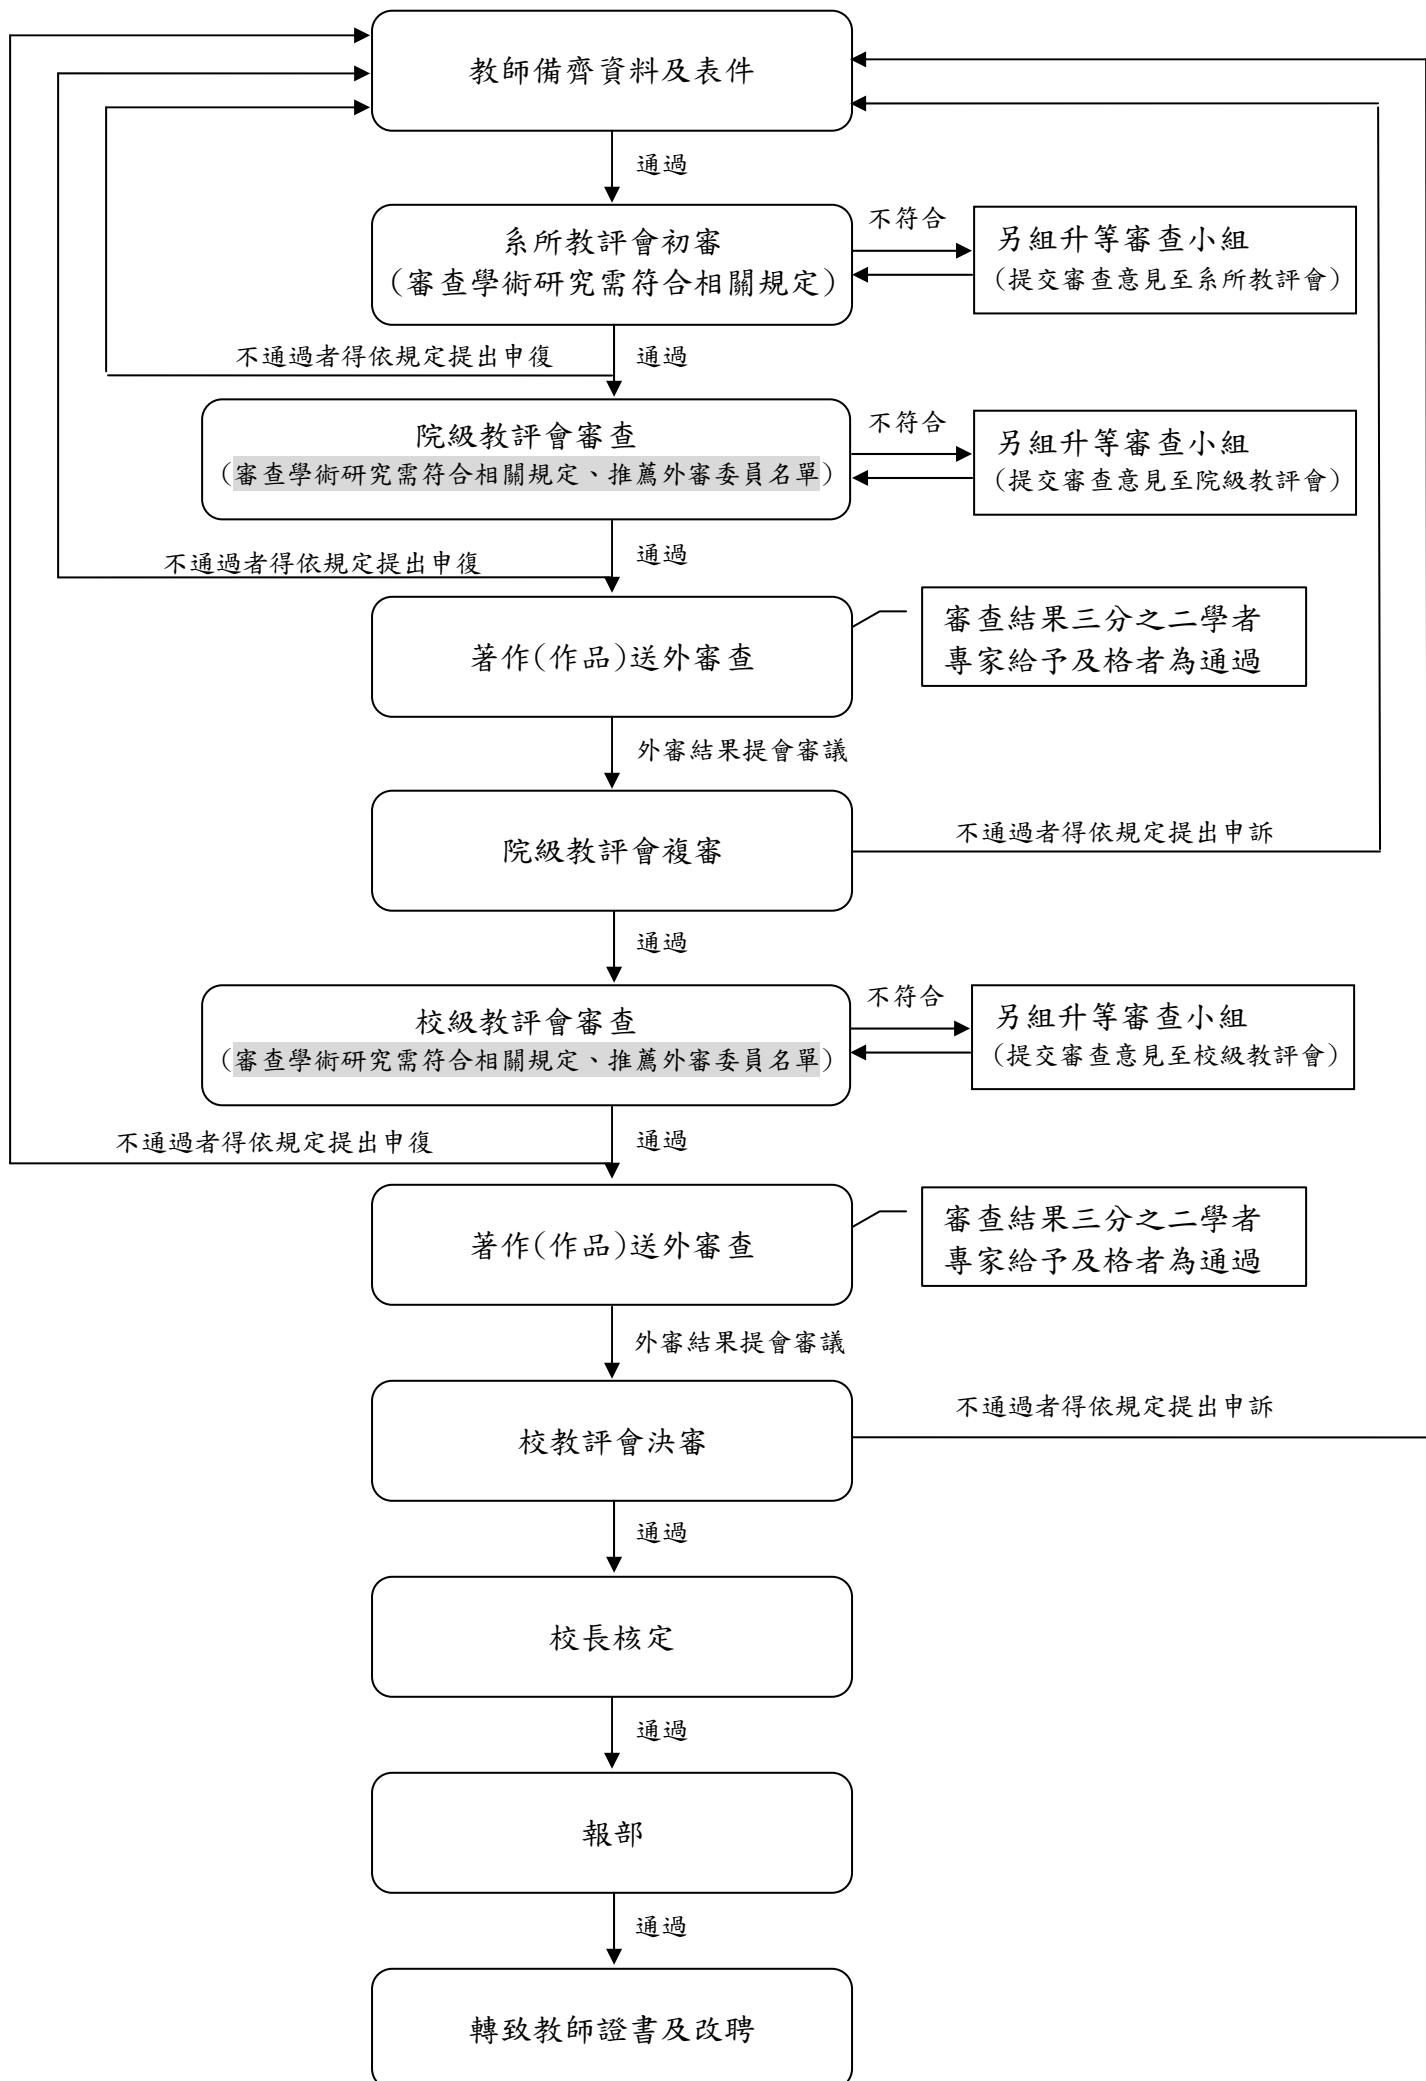 教師備齊資料及表件
通過
系所教評會初審
(審查學術研究需符合相關規定)
不符合
另組升等審查小組
(提交審查意見至系所教評會)
不通過者得依規定提出申復
通過
院級教評會審查
(審查學術研究需符合相關規定、推薦外審委員名單)
不符合
另組升等審查小組
(提交審查意見至院級教評會)
不通過者得依規定提出申復
通過
著作(作品)送外審查
審查結果三分之二學者
專家給予及格者為通過
外審結果提會審議
院級教評會複審
不通過者得依規定提出申訴
通過
校級教評會審查
(審查學術研究需符合相關規定、推薦外審委員名單)
不符合
另組升等審查小組
(提交審查意見至校級教評會)
不通過者得依規定提出申復
通過
著作(作品)送外審查
審查結果三分之二學者
專家給予及格者為通過
外審結果提會審議
校教評會決審
不通過者得依規定提出申訴
通過
校長核定
通過
報部
通過
轉致教師證書及改聘